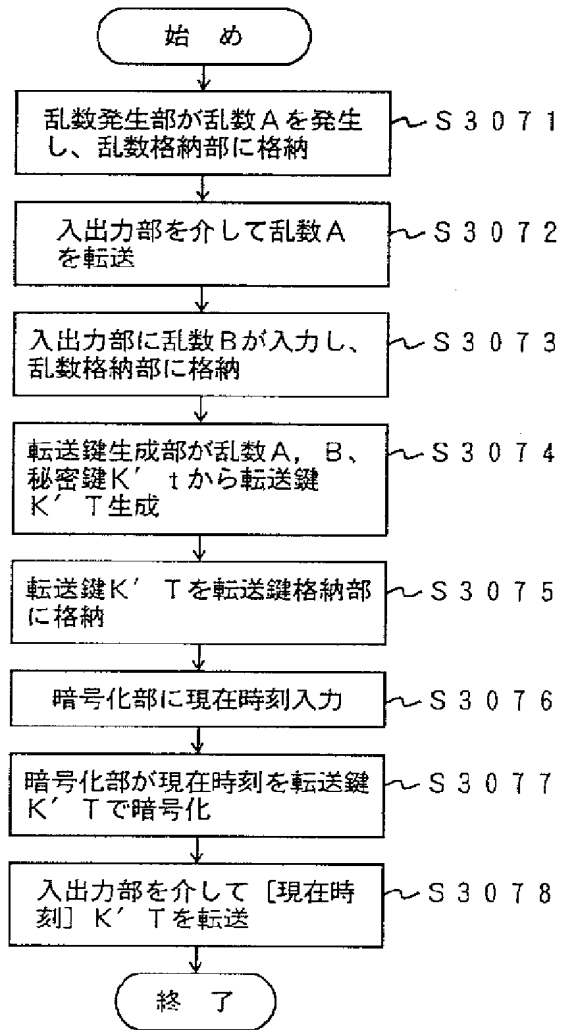 始 め
乱数発生部が乱数Aを発生 S3071
し、乱数格納部に格納
入出力部を介して乱数A S3072
を転送
入出力部に乱数Bが入力し、 S3073
乱数格納部に格納
転送鍵生成部が乱数A，B、 S3074
秘密鍵K′tから転送鍵
K′T生成
転送鍵K′Tを転送鍵格納部 S3075
に格納
暗号化部に現在時刻入力 S3076
暗号化部が現在時刻を転送鍵 S3077
K′Tで暗号化
入出力部を介して［現在時 S3078
刻］K′Tを転送
終 了